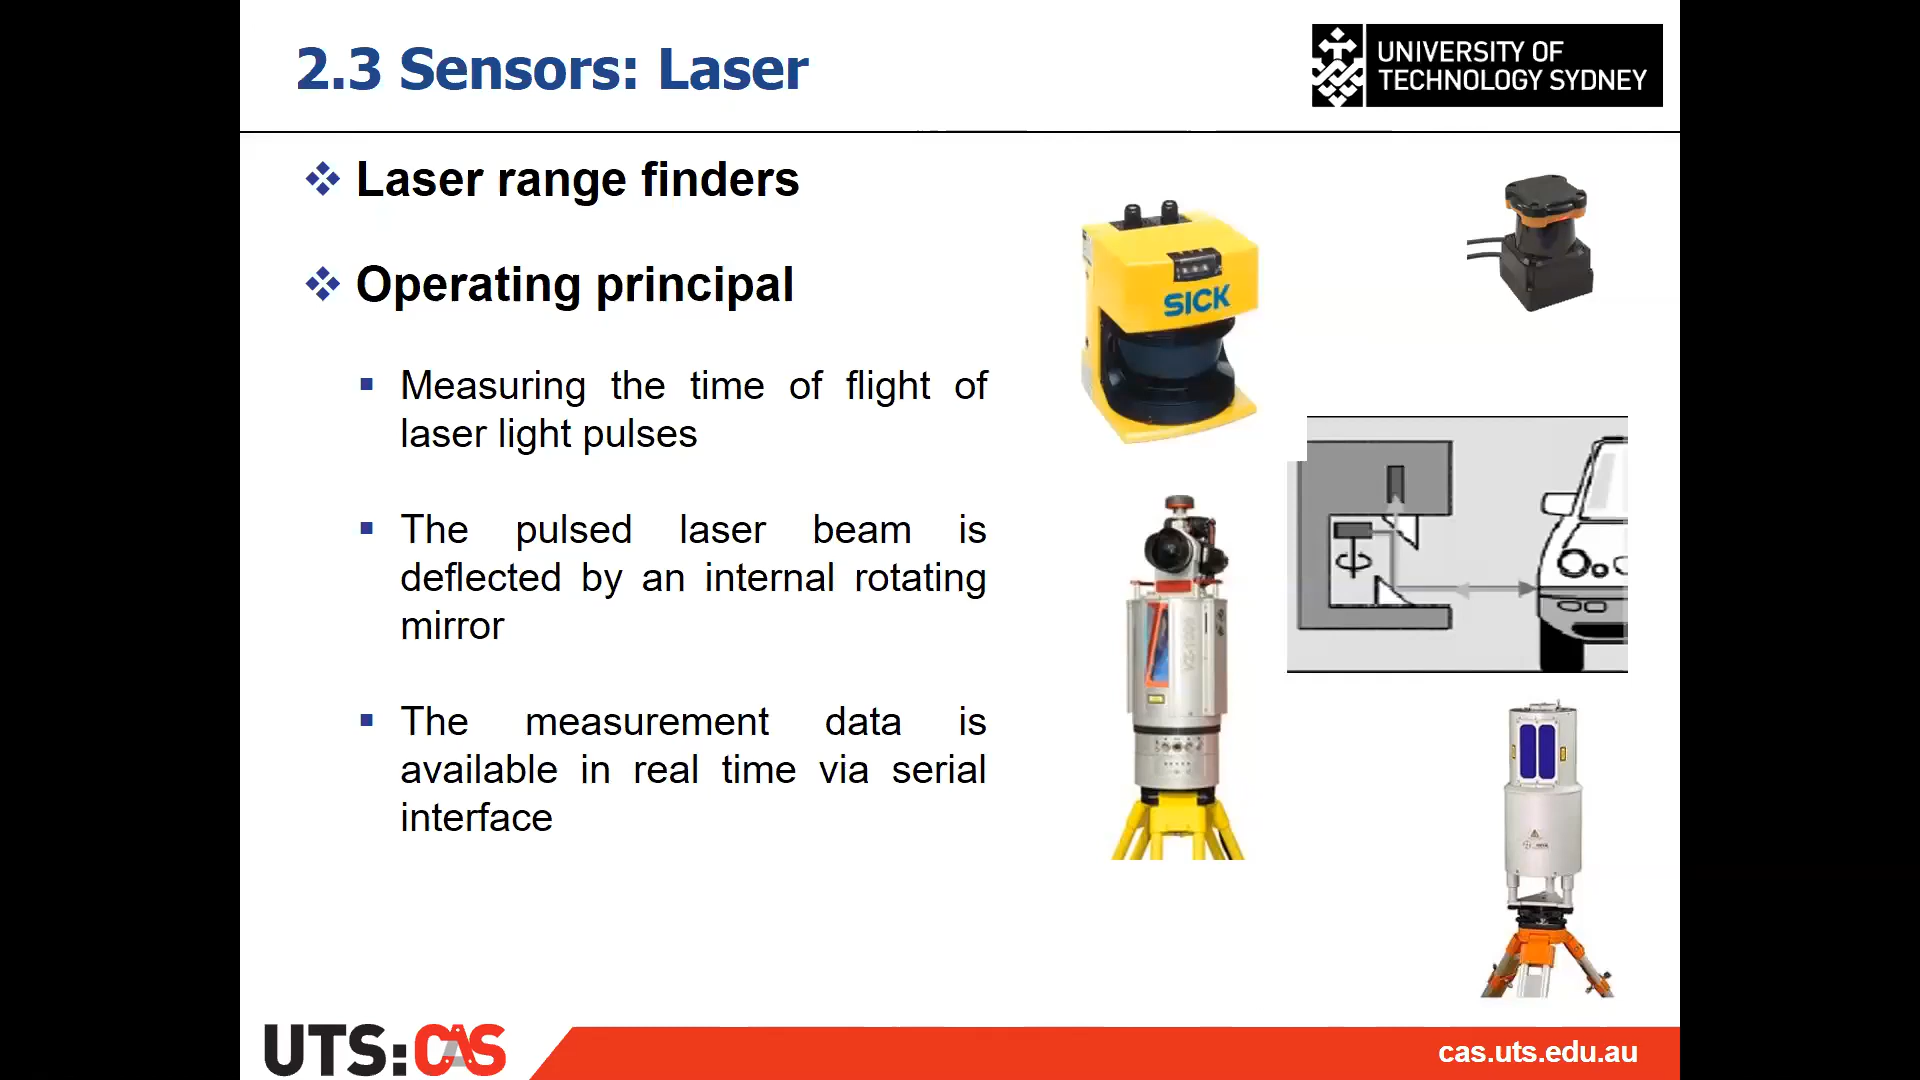 2.3 Sensors: Laser
UNIVERSITY OF
TECHNOLOGY SYDNEY
Laser range finders
Operating principal
Measuring the time of flight of
laser light pulses
The pulsed laser beam is
deflected by an internal rotating
mirror
The measurement data is
available in real time via serial
interface
SICK
UTS:CAS
cas.uts.edu.au